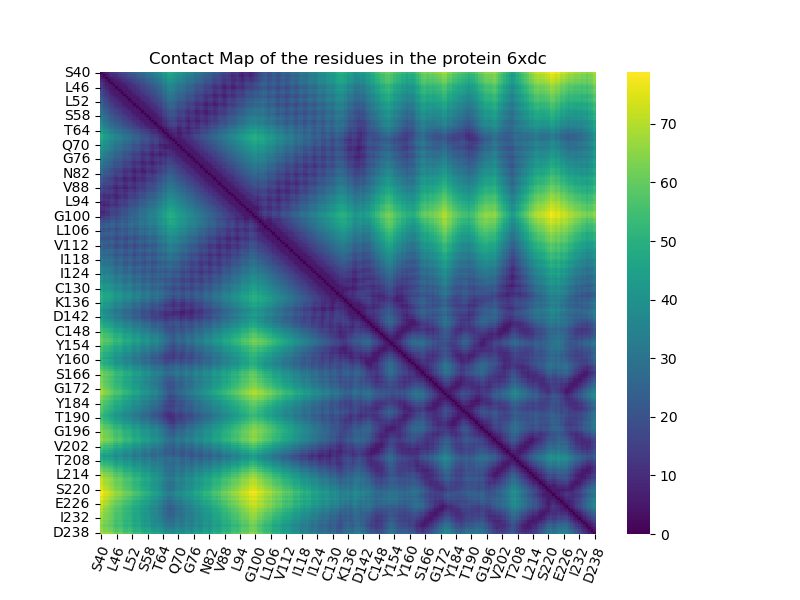 Contact Map of the residues in the protein 6xdc
S40
L46
L52
S58
T64
Q70
G76
N82
V88
L94
G100
L106
V112
I118
I124
C130
K136
D142
C148
Y154
Y160
S166
G172
Y184
T190
G196
V202
T208
L214
S220
E226
I232
D238
S40 L46 L52 S58 T64 Q70 G76 N82 V88 L94 G100 L106 V112 I118 I124 C130 K136 D142 C148 Y154 Y160 S166 G172 Y184 T190 G196 V202 T208 L214 S220 E226 I232 D238
70
60
50
40
30
20
10
0